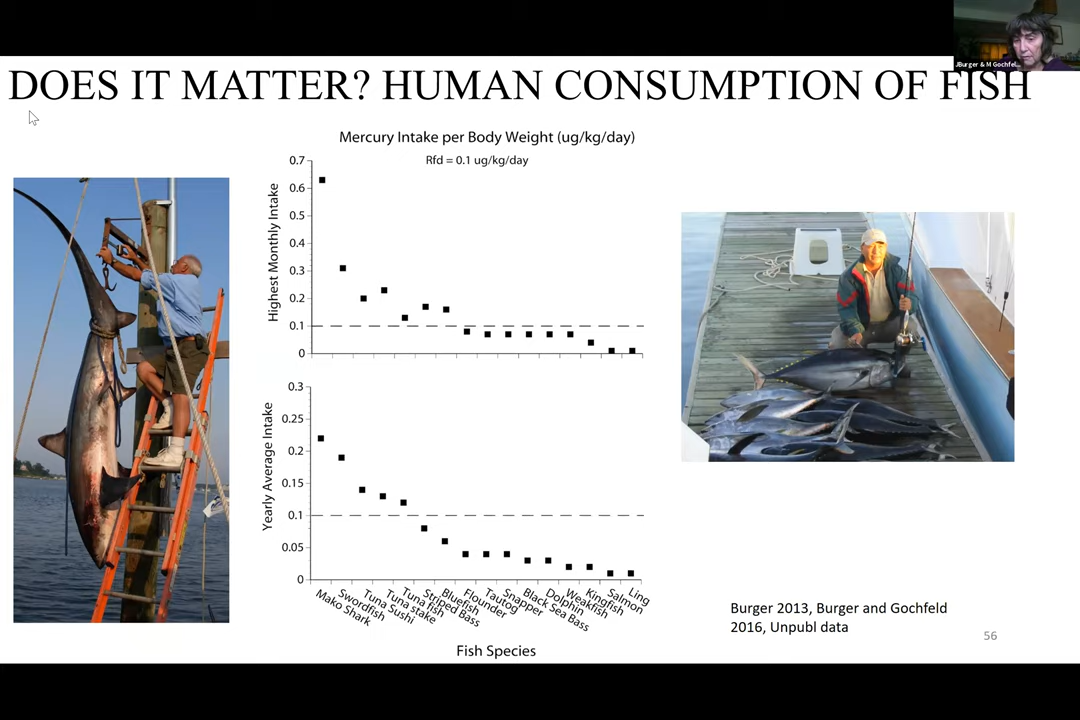 JBurger & M Gochfel...
DOES IT MATTER? HUMAN CONSUMPTION OF FISH
Mercury Intake per Body Weight (ug/kg/day)
Rfd = 0.1 ug/kg/day
Highest Monthly Intake
0.7
0.6
0.5
0.4
0.3
0.2
0.1
0
Yearly Average Intake
0.3
0.25
0.2
0.15
0.1
0.05
0
Mako Shark
Swordfish
Tuna Sushi
Tuna stake
Tuna fish
Striped Bass
Bluefish
Flounder
Tautog
Snapper
Black Sea Bass
Dolphin
Weakfish
Kingfish
Salmon
Ling
Fish Species
Burger 2013, Burger and Gochfeld
2016, Unpubl data
56